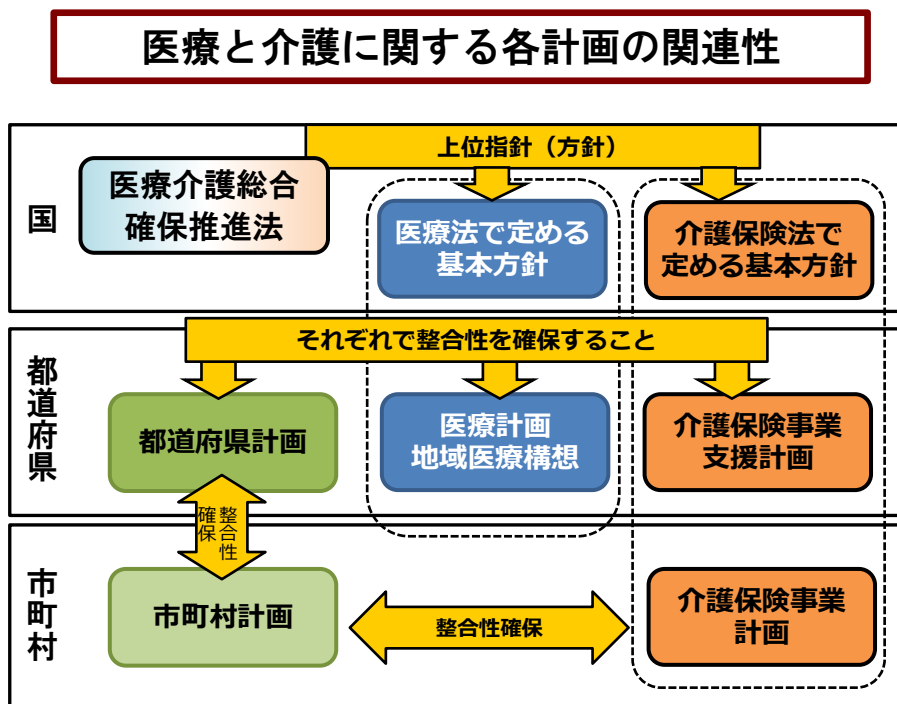 医療と介護に関する各計画の関連性
国
上位指針（方針）
医療介護総合
確保推進法
医療法で定める
基本方針
介護保険法で
定める基本方針
都道府県
それぞれで整合性を確保すること
都道府県計画
医療計画
地域医療構想
介護保険事業
支援計画
整合性
確保
市町村
市町村計画
整合性確保
介護保険事業
計画